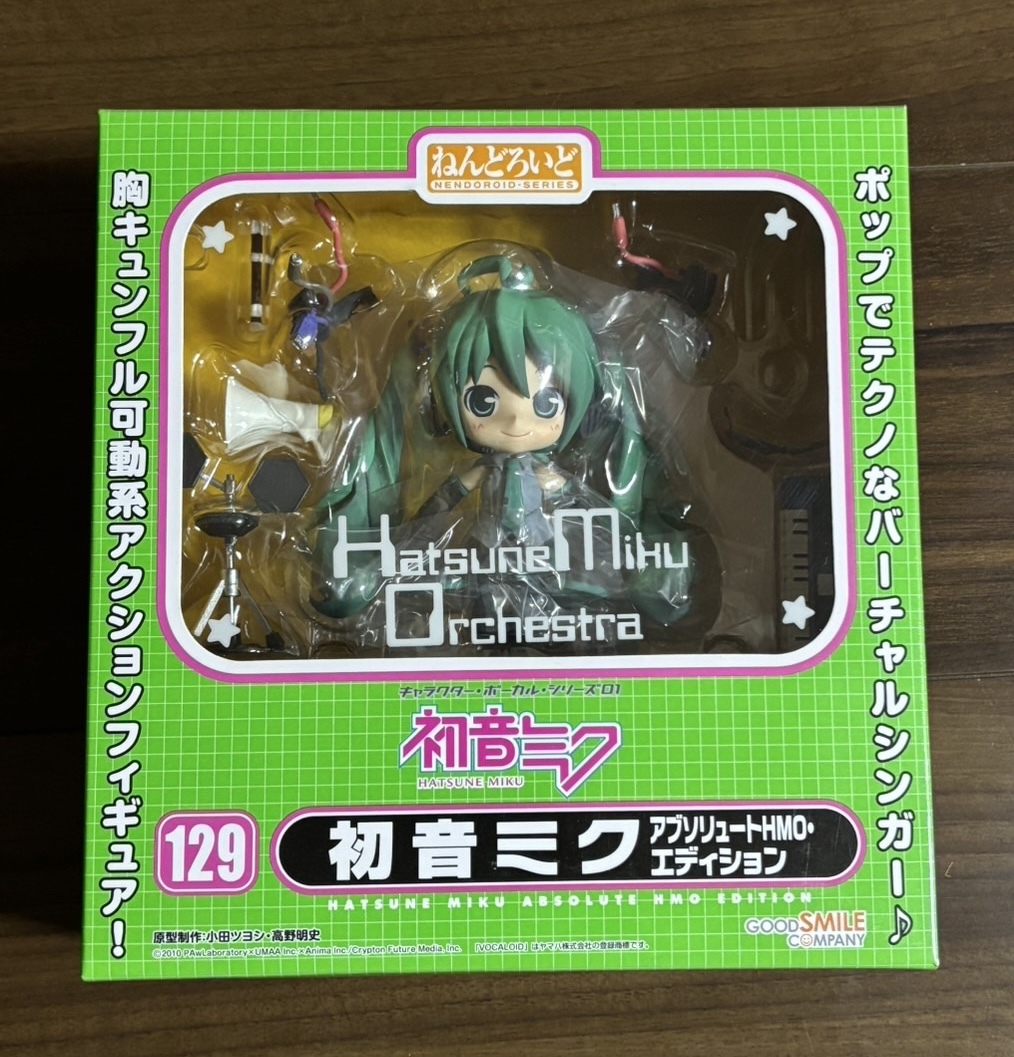 ねんどろいど
NENDOROID・SERIES
ポップでテクノなバーチャルシンガー♪
胸キュンフル可動系アクションフィギュア！
Hatsune Miku
Orchestra
キャラクター・ボーカル・シリーズ01
初音ミク
HATSUNE MIKU
129
初音ミク
アブソリュートHMO・
エディション
HATSUNE MIKU ABSOLUTE HMO EDITION
原型制作:小田ツヨシ・高野明史
©2010 PAwLaboratory×UMAA Inc.×Anima Inc./Crypton Future Media, Inc. 「VOCALOID」はヤマハ株式会社の登録商標です。
GOOD SMILE
COMPANY